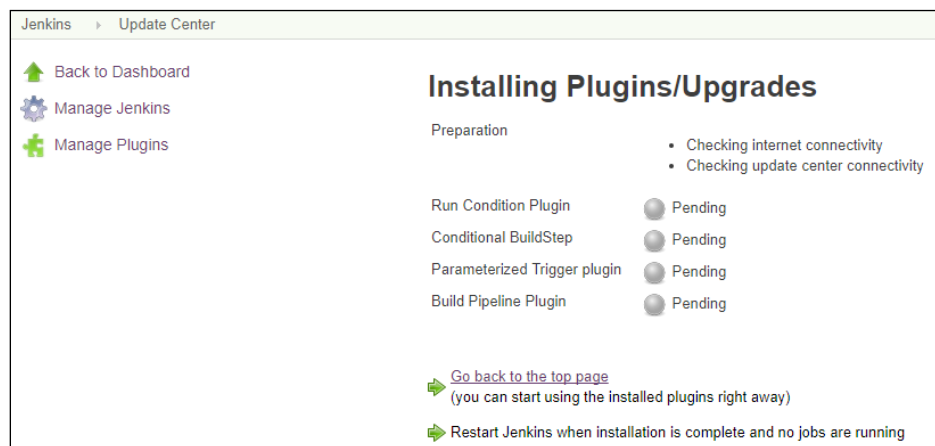 Jenkins Update Center
Back to Dashboard
Manage Jenkins
Manage Plugins
Installing Plugins/Upgrades
Preparation
• Checking internet connectivity
• Checking update center connectivity
Run Condition Plugin Pending
Conditional BuildStep Pending
Parameterized Trigger plugin Pending
Build Pipeline Plugin Pending
Go back to the top page
(you can start using the installed plugins right away)
Restart Jenkins when installation is complete and no jobs are running